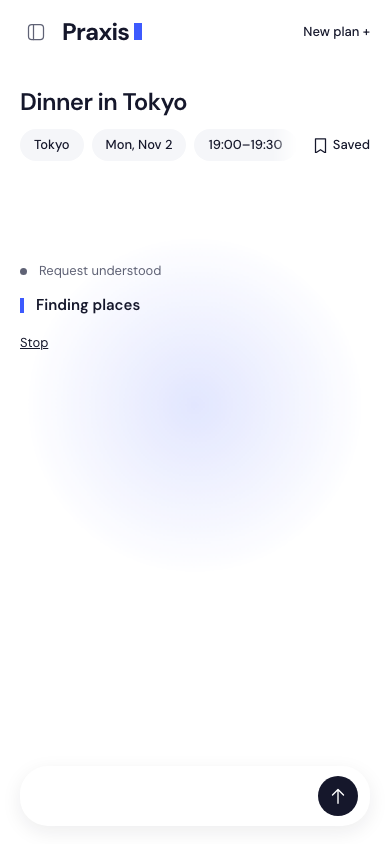 Praxis
New plan +
Dinner in Tokyo
Tokyo
Mon, Nov 2
19:00–19:30
Saved
Request understood
Finding places
Stop